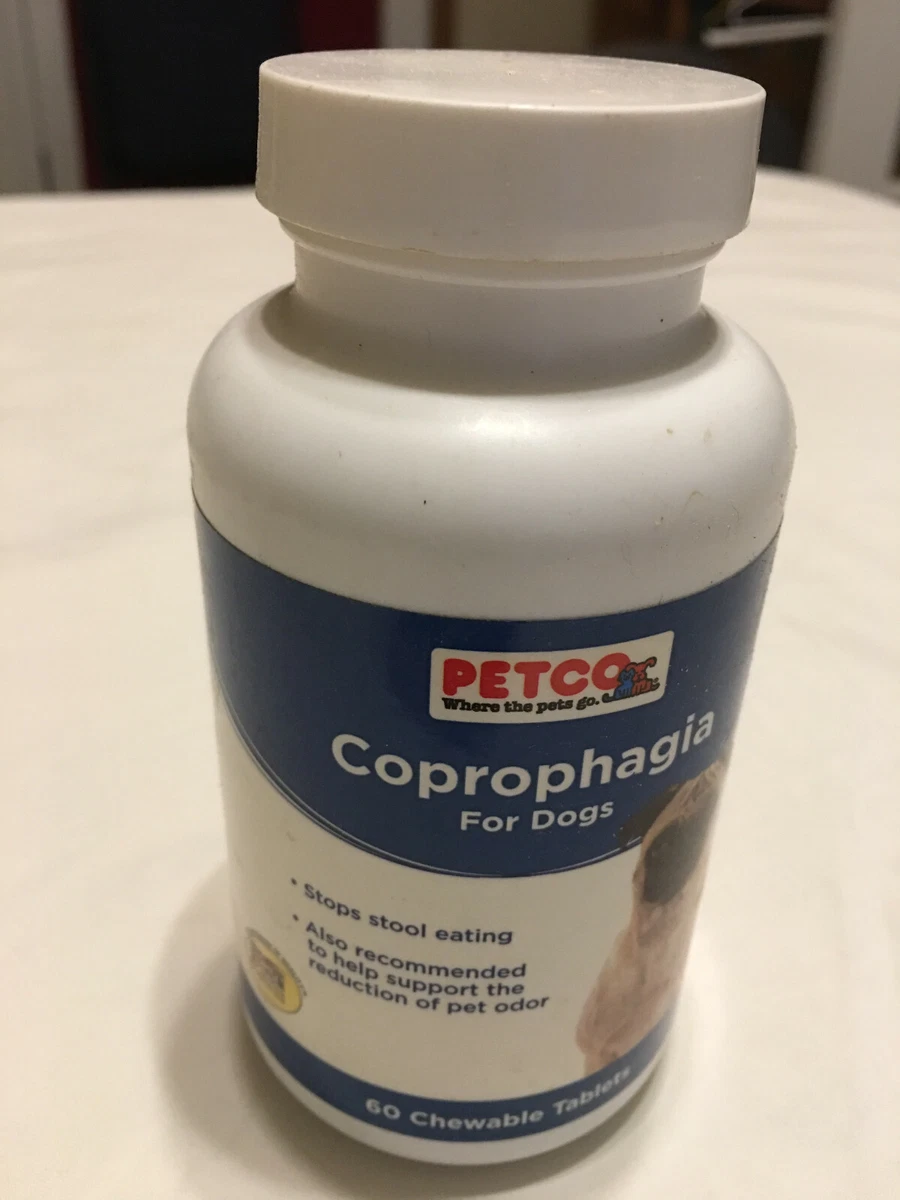 PETCO
Where the pets go.
Coprophagia
For Dogs
• Stops stool eating
• Also recommended
to help support the
reduction of pet odor
60 Chewable Tablets